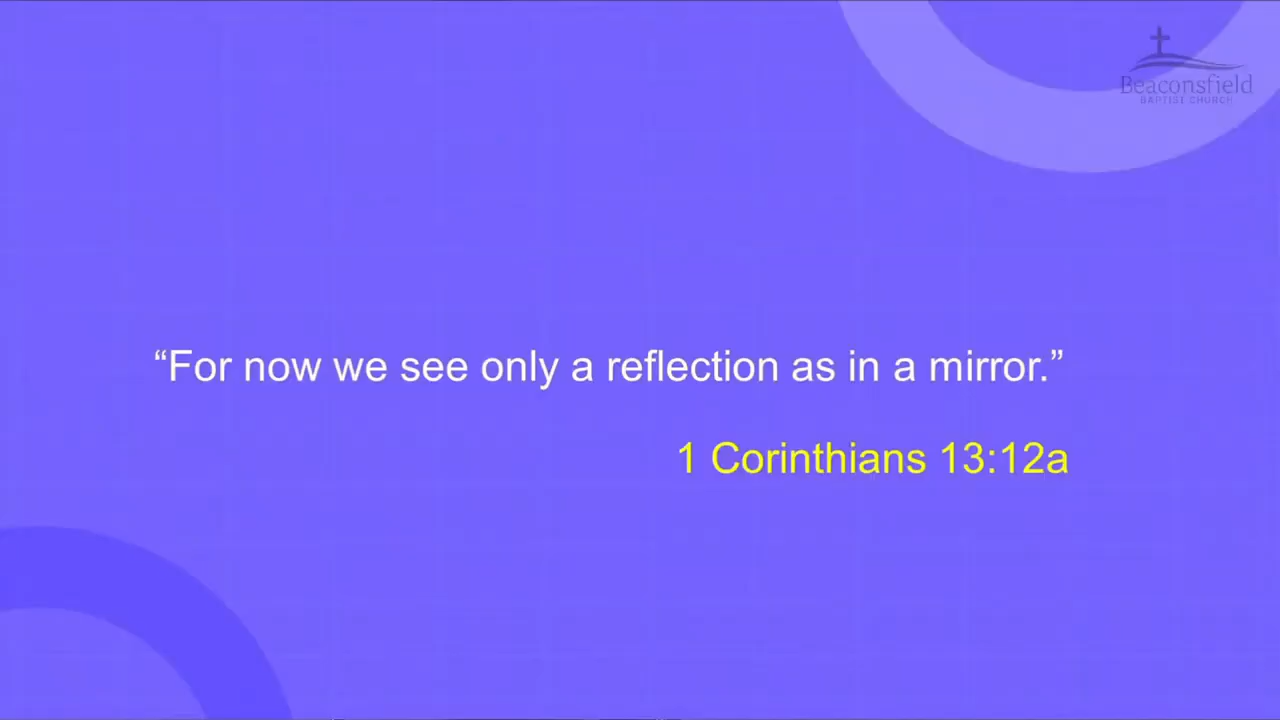 Beaconsfield
BAPTIST CHURCH
“For now we see only a reflection as in a mirror.”
1 Corinthians 13:12a